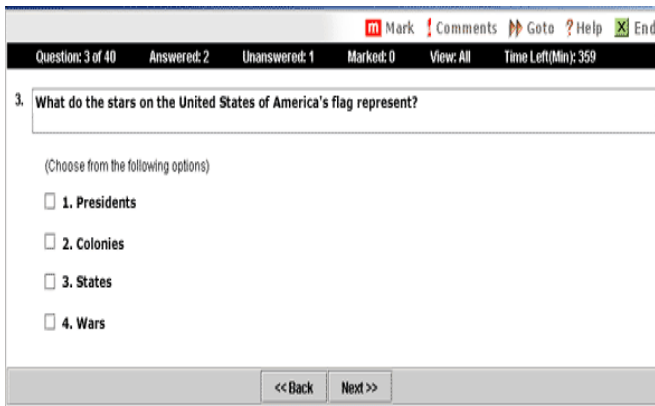 m Mark ! Comments Goto ? Help X End
Question: 3 of 40 Answered: 2 Unanswered: 1 Marked: 0 View: All Time Left(Min): 359
3. What do the stars on the United States of America's flag represent?
(Choose from the following options)
1. Presidents
2. Colonies
3. States
4. Wars
<< Back Next >>